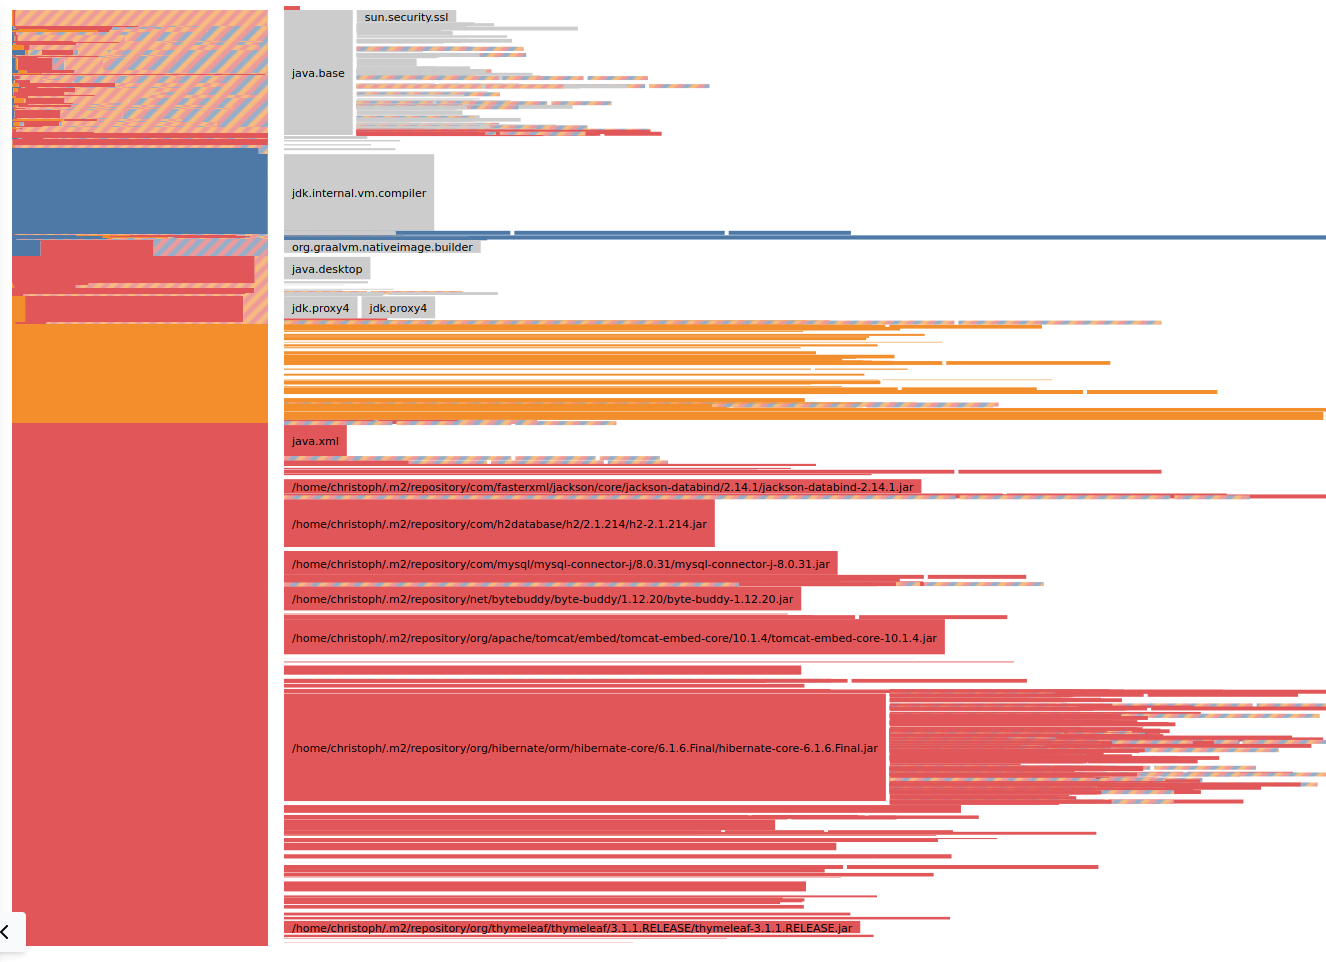 sun.security.ssl
java.base
jdk.internal.vm.compiler
org.graalvm.nativeimage.builder
java.desktop
jdk.proxy4 jdk.proxy4
java.xml
/home/christoph/.m2/repository/com/fasterxml/jackson/core/jackson-databind/2.14.1/jackson-databind-2.14.1.jar
/home/christoph/.m2/repository/com/h2database/h2/2.1.214/h2-2.1.214.jar
/home/christoph/.m2/repository/com/mysql/mysql-connector-j/8.0.31/mysql-connector-j-8.0.31.jar
/home/christoph/.m2/repository/net/bytebuddy/byte-buddy/1.12.20/byte-buddy-1.12.20.jar
/home/christoph/.m2/repository/org/apache/tomcat/embed/tomcat-embed-core/10.1.4/tomcat-embed-core-10.1.4.jar
/home/christoph/.m2/repository/org/hibernate/orm/hibernate-core/6.1.6.Final/hibernate-core-6.1.6.Final.jar
/home/christoph/.m2/repository/org/thymeleaf/thymeleaf/3.1.1.RELEASE/thymeleaf-3.1.1.RELEASE.jar